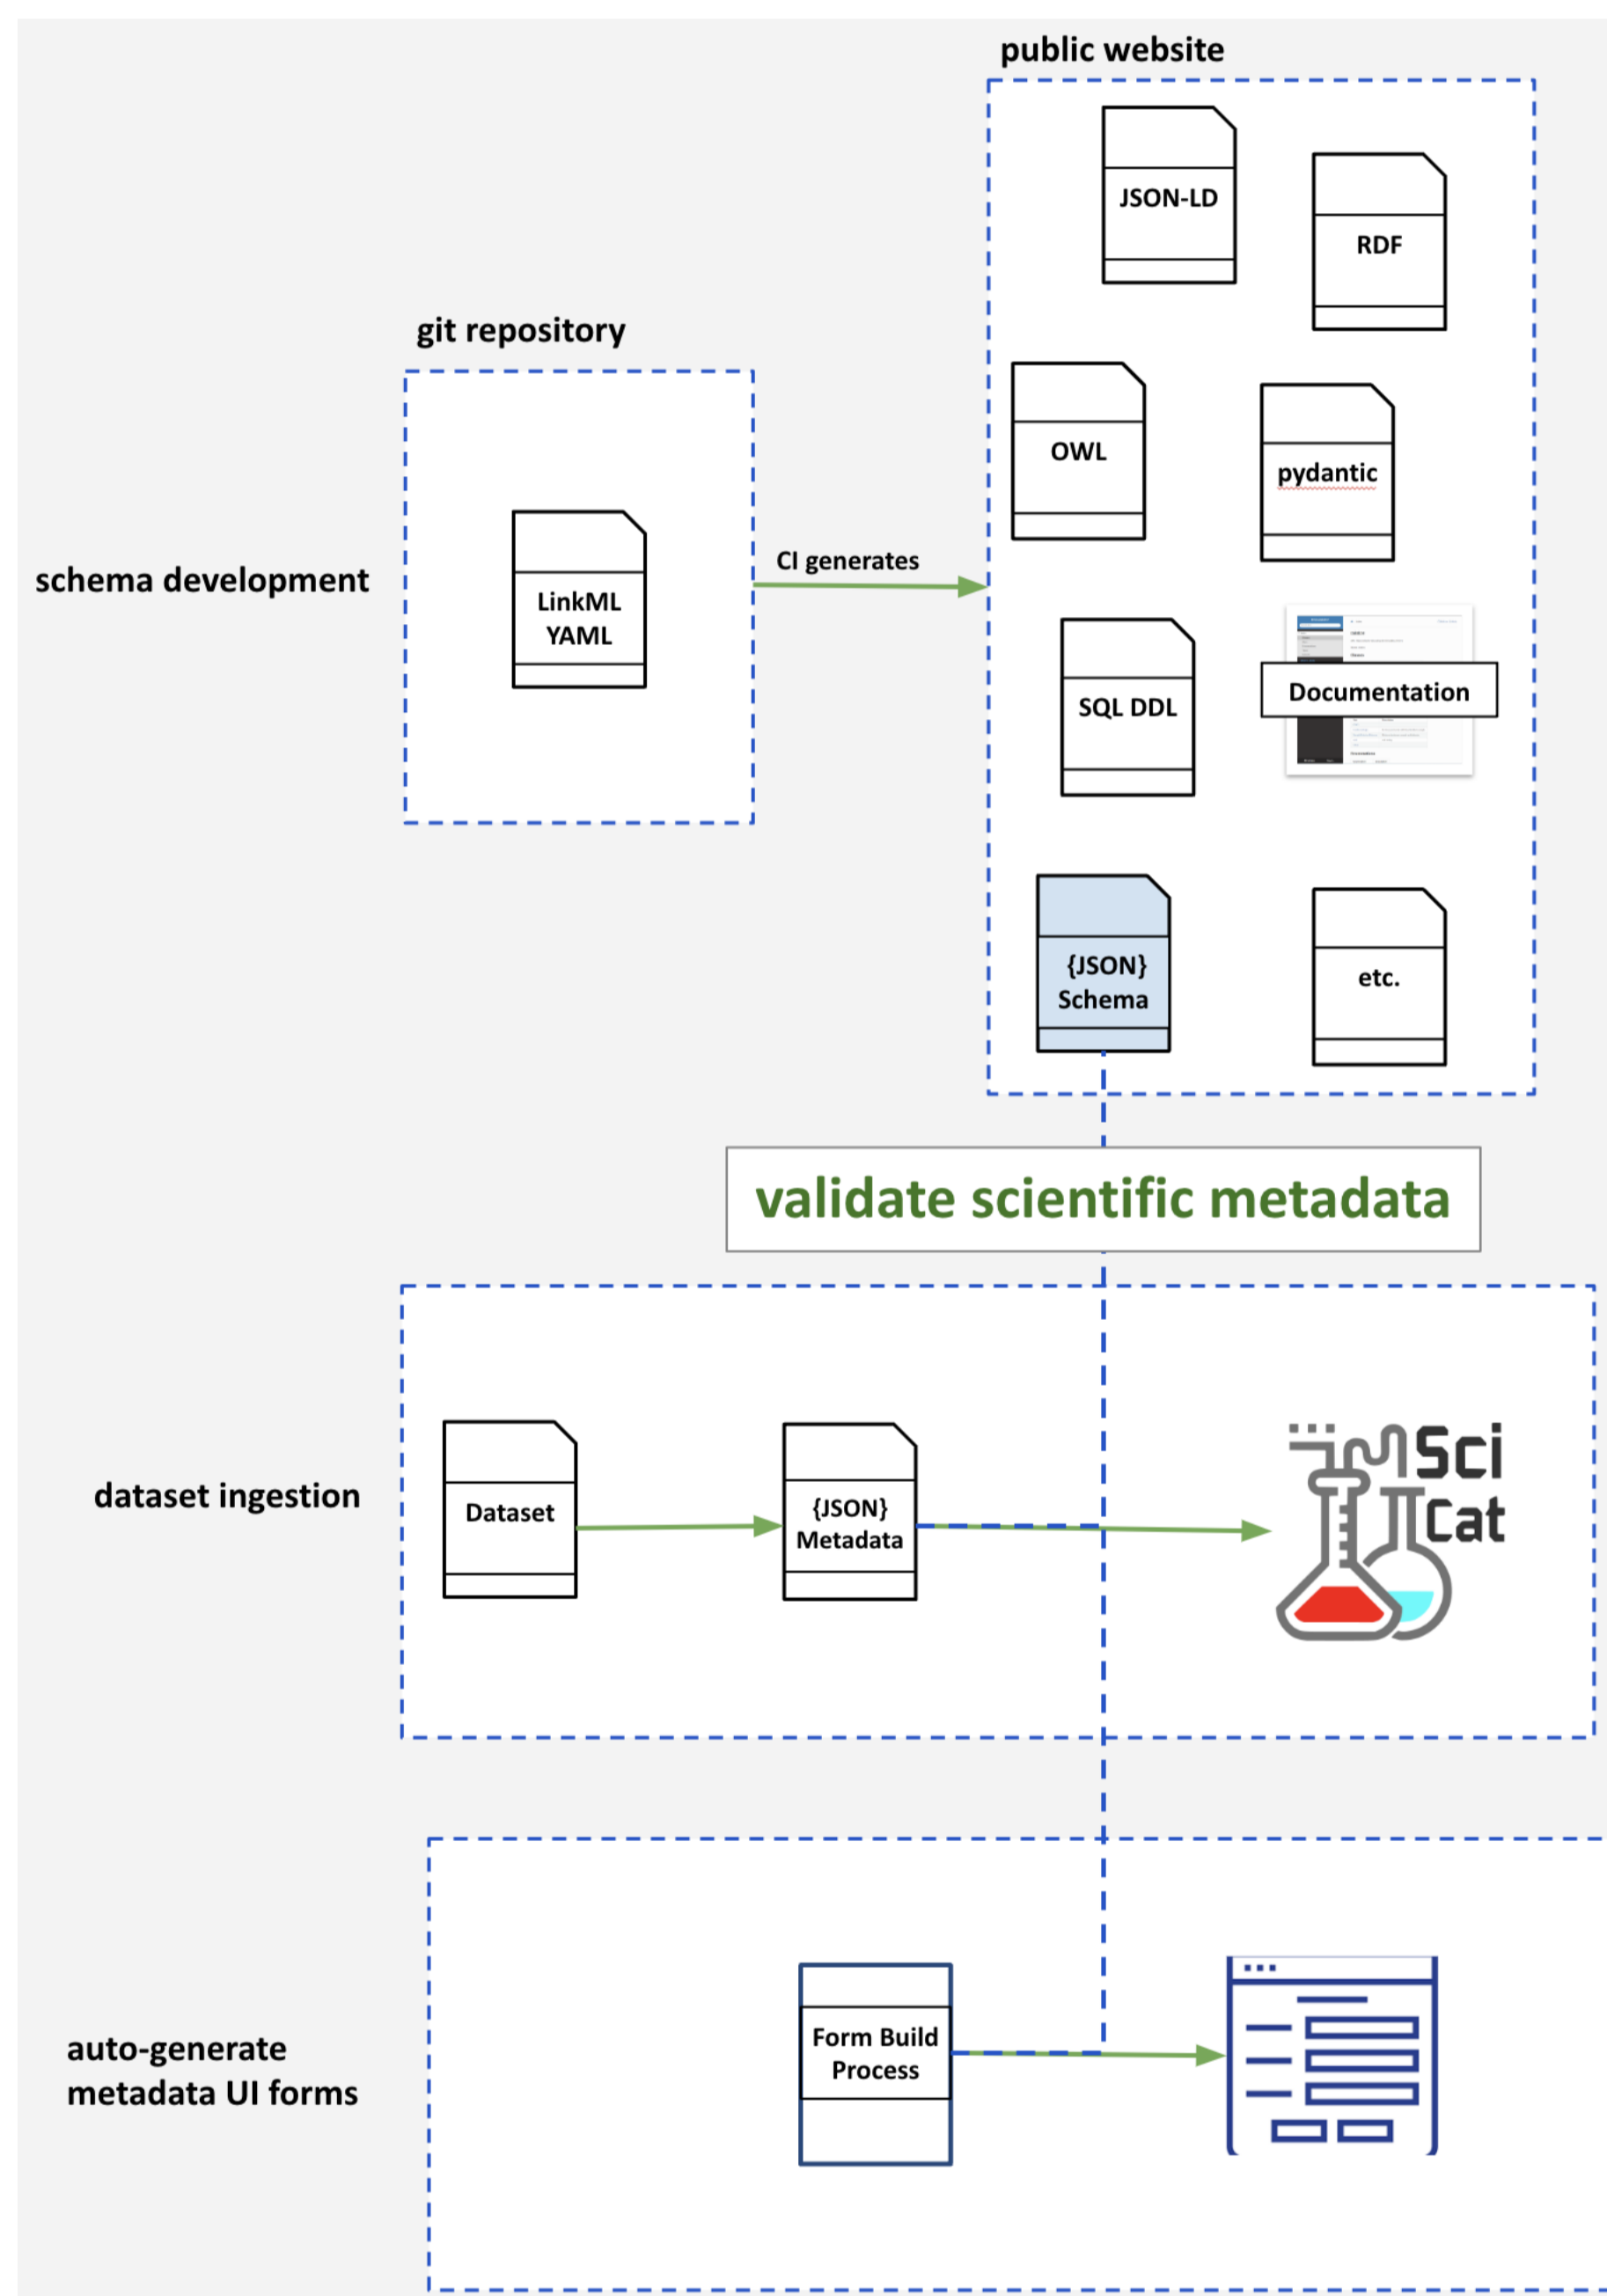 public website
JSON-LD
RDF
git repository
OWL
pydantic
schema development
LinkML
YAML
CI generates
SQL DDL
Documentation
{JSON}
Schema
etc.
validate scientific metadata
dataset ingestion
Dataset
{JSON}
Metadata
Sci
Cat
auto-generate
metadata UI forms
Form Build
Process